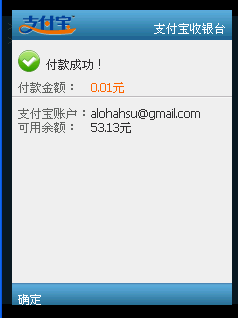 支付宝
支付宝收银台
付款成功！
付款金额： 0.01元
支付宝账户：alohahsu@gmail.com
可用余额： 53.13元
确定